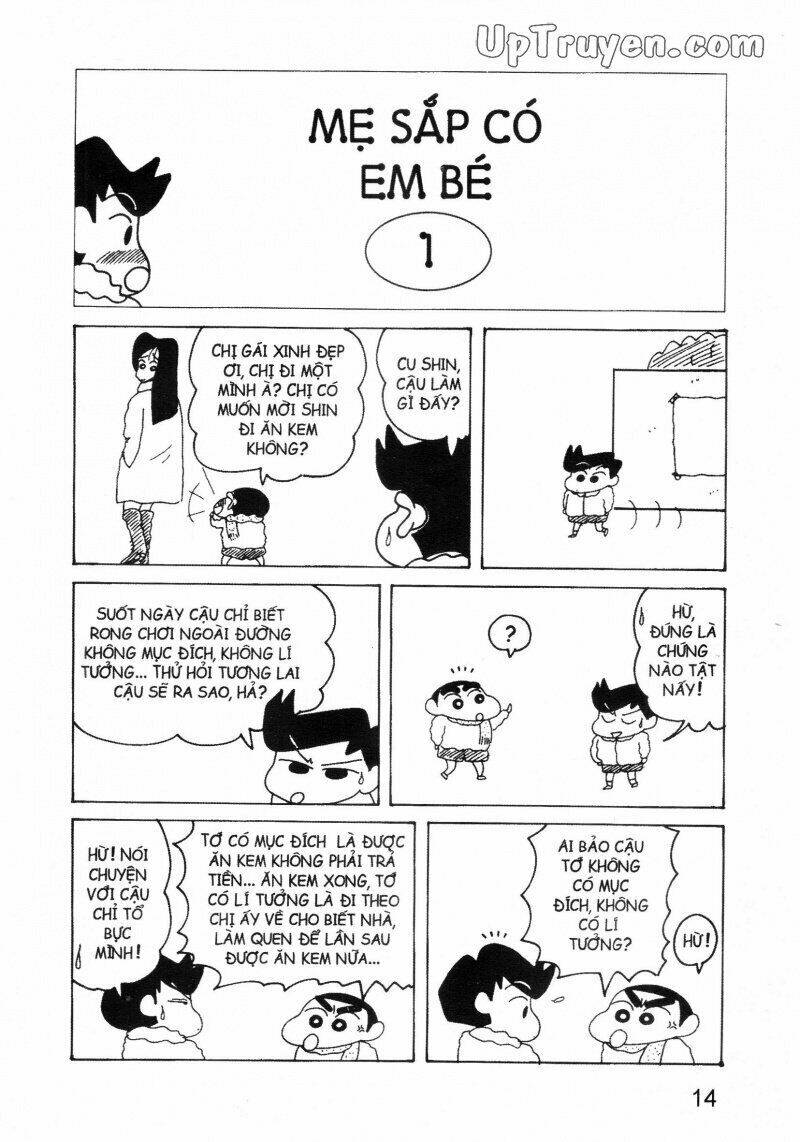 UpTruyen.com
MẸ SẮP CÓ
EM BÉ
1
CU SHIN,
CẬU LÀM
GÌ ĐẤY?
CHỊ GÁI XINH ĐẸP
ƠI, CHỊ ĐI MỘT
MÌNH À? CHỊ CÓ
MUỐN MỜI SHIN
ĐI ĂN KEM
KHÔNG?
HỪ,
ĐÚNG LÀ
CHỨNG
NÀO TẬT
NẤY!
?
SUỐT NGÀY CẬU CHỈ BIẾT
RONG CHƠI NGOÀI ĐƯỜNG
KHÔNG MỤC ĐÍCH, KHÔNG LÍ
TƯỞNG... THỬ HỎI TƯƠNG LAI
CẬU SẼ RA SAO, HẢ?
HỪ!
AI BẢO CẬU
TỚ KHÔNG
CÓ MỤC
ĐÍCH, KHÔNG
CÓ LÍ
TƯỞNG?
TỚ CÓ MỤC ĐÍCH LÀ ĐƯỢC
ĂN KEM KHÔNG PHẢI TRẢ
TIỀN... ĂN KEM XONG, TỚ
CÓ LÍ TƯỞNG LÀ ĐI THEO
CHỊ ẤY VỀ CHO BIẾT NHÀ,
LÀM QUEN ĐỂ LẦN SAU
ĐƯỢC ĂN KEM NỮA...
HỪ! NÓI
CHUYỆN
VỚI CẬU
CHỈ TỔ
BỰC
MÌNH!
14